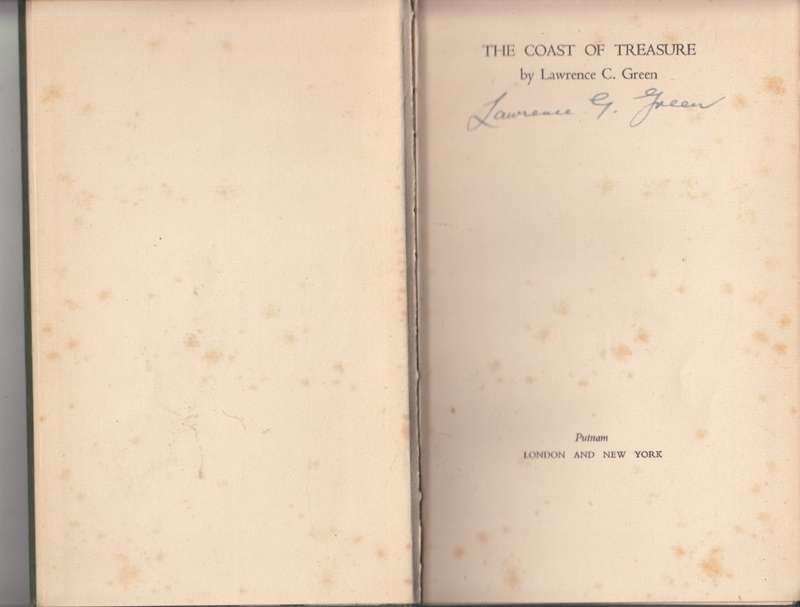 THE COAST OF TREASURE
by Lawrence C. Green
Lawrence G. Green
Putnam
LONDON AND NEW YORK